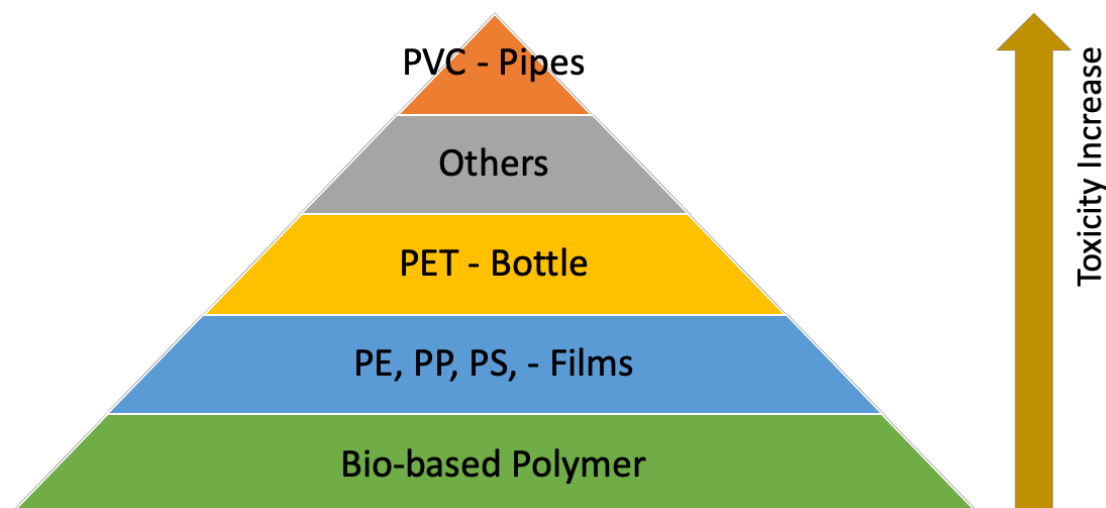 PVC - Pipes
Others
PET - Bottle
PE, PP, PS, - Films
Bio-based Polymer
Toxicity Increase